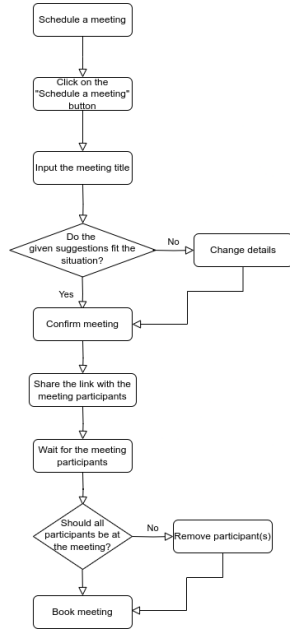 Schedule a meeting
Click on the
"Schedule a meeting"
button
Input the meeting title
Do the
given suggestions fit the
situation?
No
Change details
Yes
Confirm meeting
Share the link with the
meeting participants
Wait for the meeting
participants
Should all
participants be at
the meeting?
No
Remove participant(s)
Book meeting